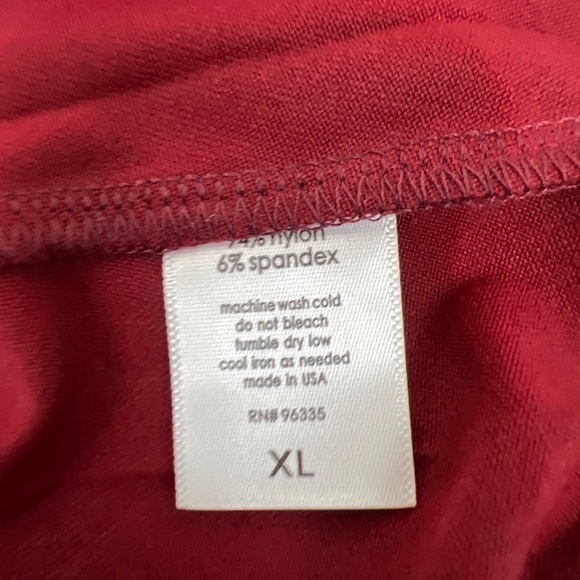 nylon
6% spandex
machine wash cold
do not bleach
tumble dry low
cool iron as needed
made in USA
RN# 96335
XL